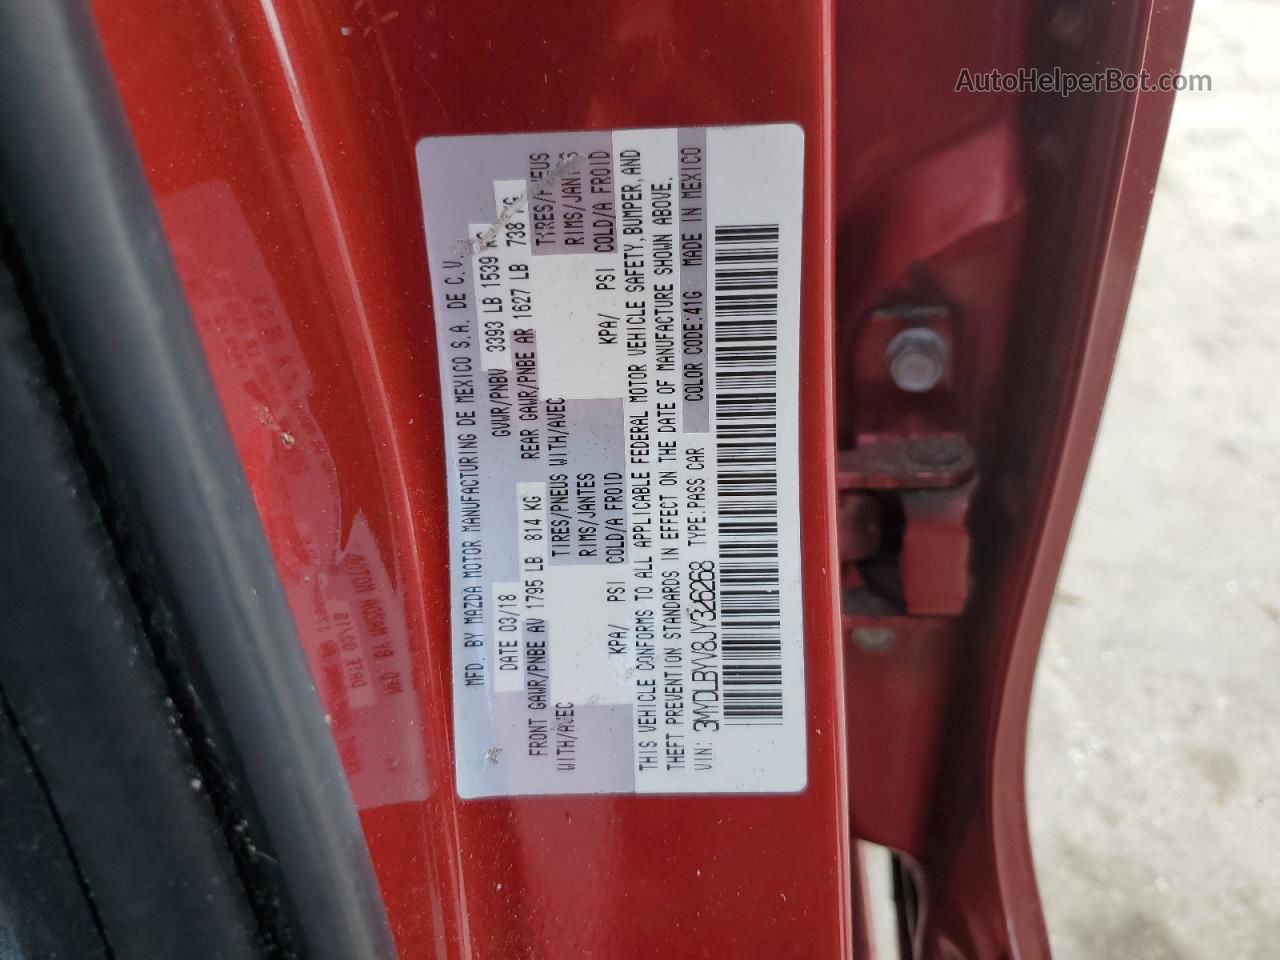 AutoHelperBot.com
MFD. BY MAZDA MOTOR MANUFACTURING DE MEXICO S.A. DE C.V.
DATE 03/18 GVWR/PNBV 3393 LB 1539 KG
FRONT GAWR/PNBE AV 1795 LB 814 KG REAR GAWR/PNBE AR 1627 LB 738 KG
WITH/AVEC TIRES/PNEUS WITH/AVEC TIRES/PNEUS
RIMS/JANTES RIMS/JANTES
KPA/ PSI COLD/A FROID KPA/ PSI COLD/A FROID
THIS VEHICLE CONFORMS TO ALL APPLICABLE FEDERAL MOTOR VEHICLE SAFETY, BUMPER, AND
THEFT PREVENTION STANDARDS IN EFFECT ON THE DATE OF MANUFACTURE SHOWN ABOVE.
VIN: 3MYDLBYV8JY326268 TYPE:PASS CAR COLOR CODE:41G MADE IN MEXICO